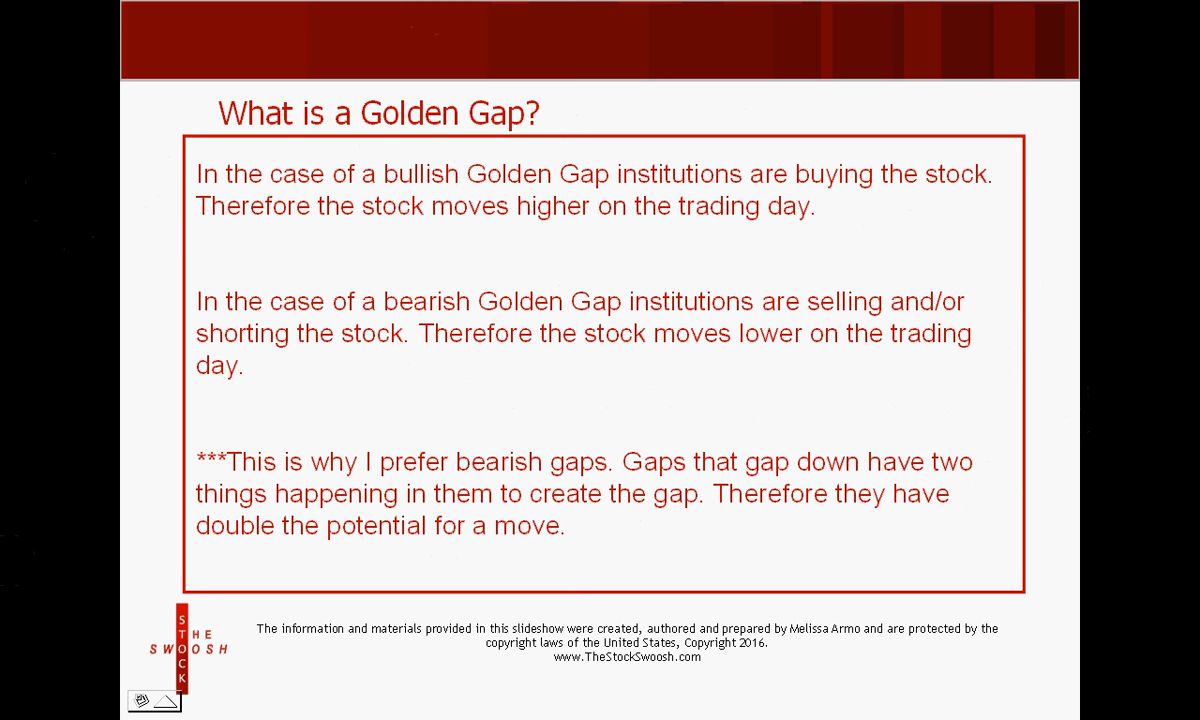 What is a Golden Gap?
In the case of a bullish Golden Gap institutions are buying the stock.
Therefore the stock moves higher on the trading day.
In the case of a bearish Golden Gap institutions are selling and/or
shorting the stock. Therefore the stock moves lower on the trading
day.
***This is why I prefer bearish gaps. Gaps that gap down have two
things happening in them to create the gap. Therefore they have
double the potential for a move.
THE
STOCK
SWOOSH
The information and materials provided in this slideshow were created, authored and prepared by Melissa Armo and are protected by the
copyright laws of the United States, Copyright 2016.
www.TheStockSwoosh.com